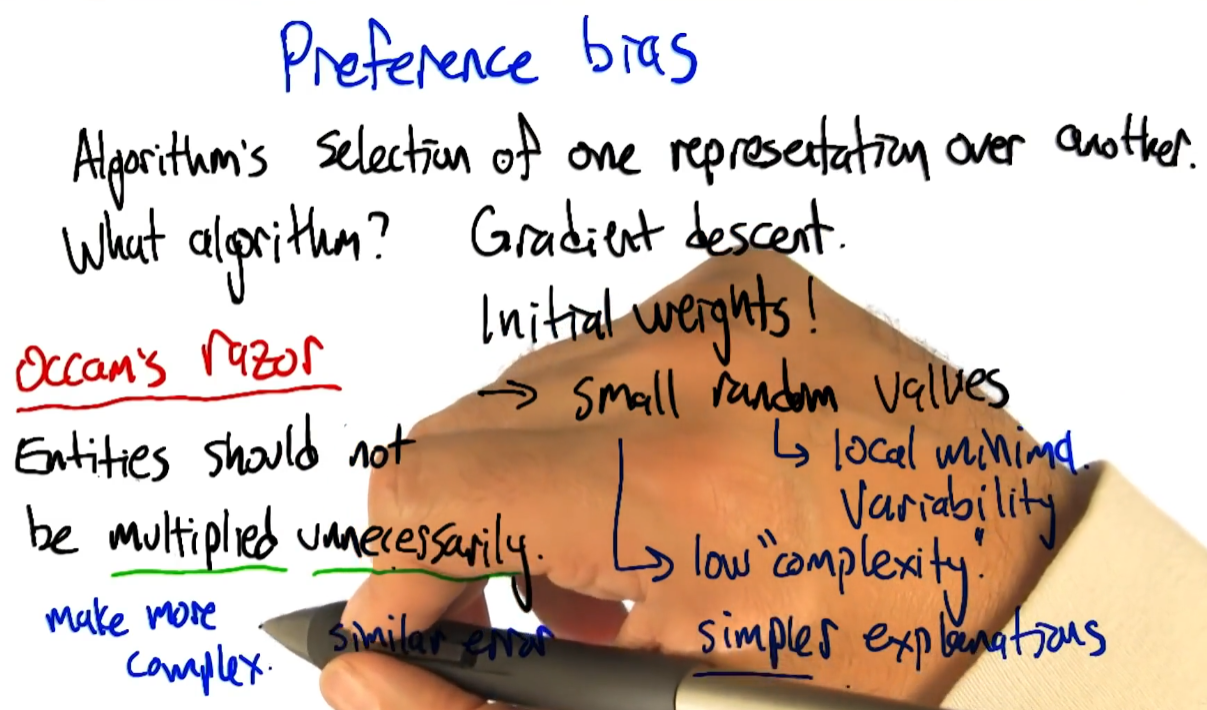 Preference bias
Algorithm's selection of one representation over another.
What algorithm? Gradient descent.
Initial weights!
→ small random values
↳ local minima.
variability
↳ low "complexity".
simpler explanations
Occam's razor
Entities should not
be multiplied unnecessarily.
make more
complex.
similar error